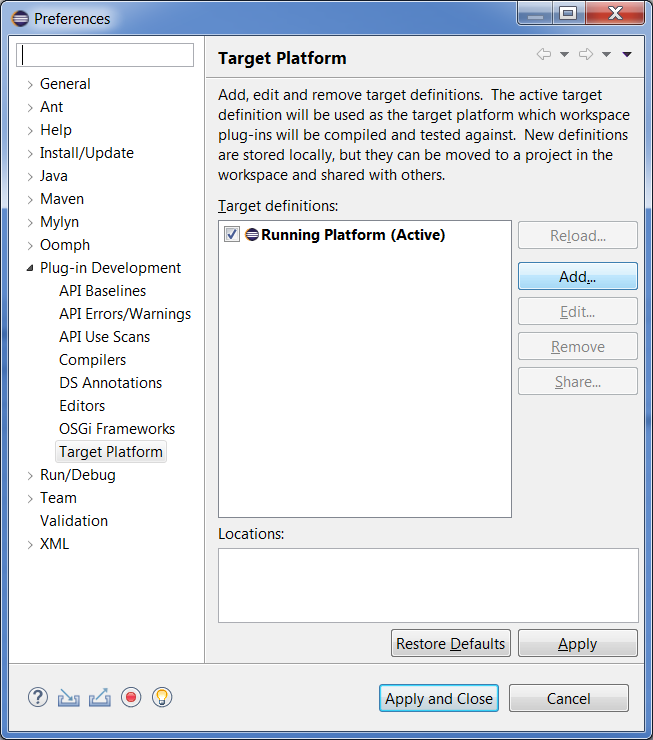 Preferences
General
Ant
Help
Install/Update
Java
Maven
Mylyn
Oomph
Plug-in Development
API Baselines
API Errors/Warnings
API Use Scans
Compilers
DS Annotations
Editors
OSGi Frameworks
Target Platform
Run/Debug
Team
Validation
XML
Target Platform
Add, edit and remove target definitions.  The active target
definition will be used as the target platform which workspace
plug-ins will be compiled and tested against.  New definitions
are stored locally, but they can be moved to a project in the
workspace and shared with others.
Target definitions:
Running Platform (Active)
Reload...
Add...
Edit...
Remove
Share...
Locations:
Restore Defaults
Apply
Apply and Close
Cancel